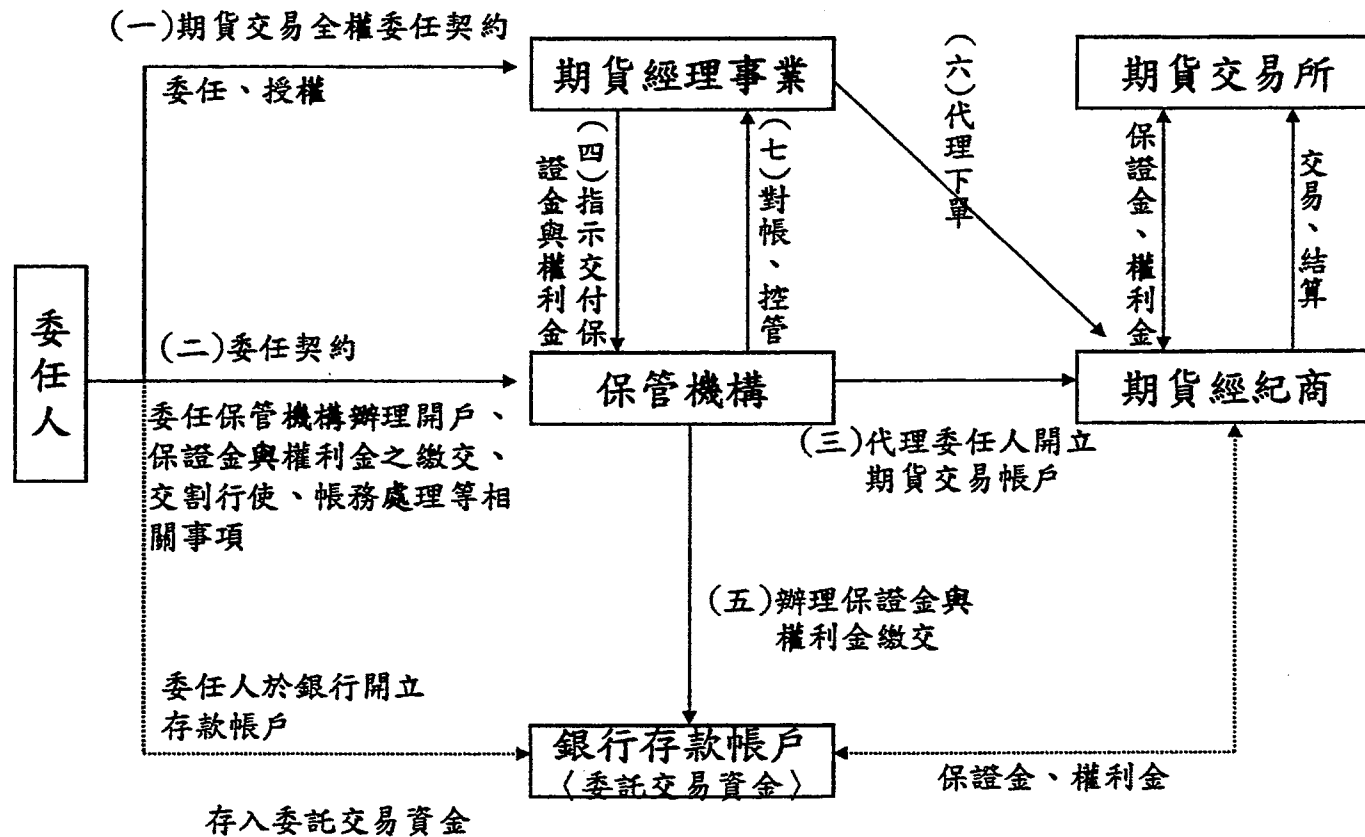 (一)期貨交易全權委任契約
委任、授權
期貨經理事業
期貨交易所
(四)指示交付保
證金與權利金
(七)對帳、控管
(六)代理下單
保證金、權利金
交易、結算
委任人
(二)委任契約
保管機構
期貨經紀商
委任保管機構辦理開戶、
保證金與權利金之繳交、
交割行使、帳務處理等相
關事項
(三)代理委任人開立
期貨交易帳戶
(五)辦理保證金與
權利金繳交
委任人於銀行開立
存款帳戶
銀行存款帳戶
〈委託交易資金〉
保證金、權利金
存入委託交易資金